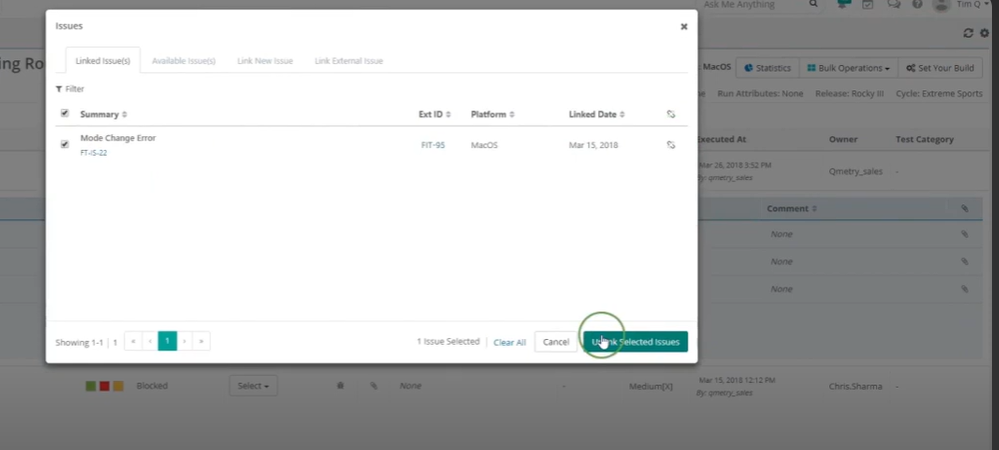 Ask Me Anything
Tim Q
Issues
ing Ro
Linked Issue(s) Available Issue(s) Link New Issue Link External Issue
MacOS Statistics Bulk Operations Set Your Build
Filter
Run Attributes: None Release: Rocky III Cycle: Extreme Sports
Summary Ext ID Platform Linked Date
Executed At Owner Test Category
Mode Change Error
FT-IS-22
FIT-95 MacOS Mar 15, 2018
Mar 26, 2018 3:52 PM
By: qmetry_sales
Qmetry_sales -
Comment
None
None
None
Showing 1-1 | 1 « ‹ 1 › » 1 Issue Selected | Clear All Cancel Unlink Selected Issues
Blocked Select None - Medium[X] Mar 15, 2018 12:12 PM
By: qmetry_sales
Chris.Sharma -